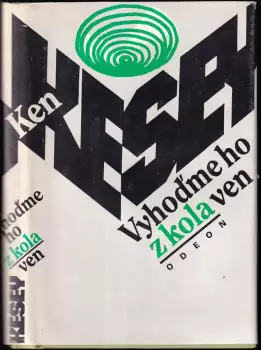 Ken
KESEY
Vyhoďme ho
z kola ven
ODEON
KESEY
hoďme
ho
z kola
ven